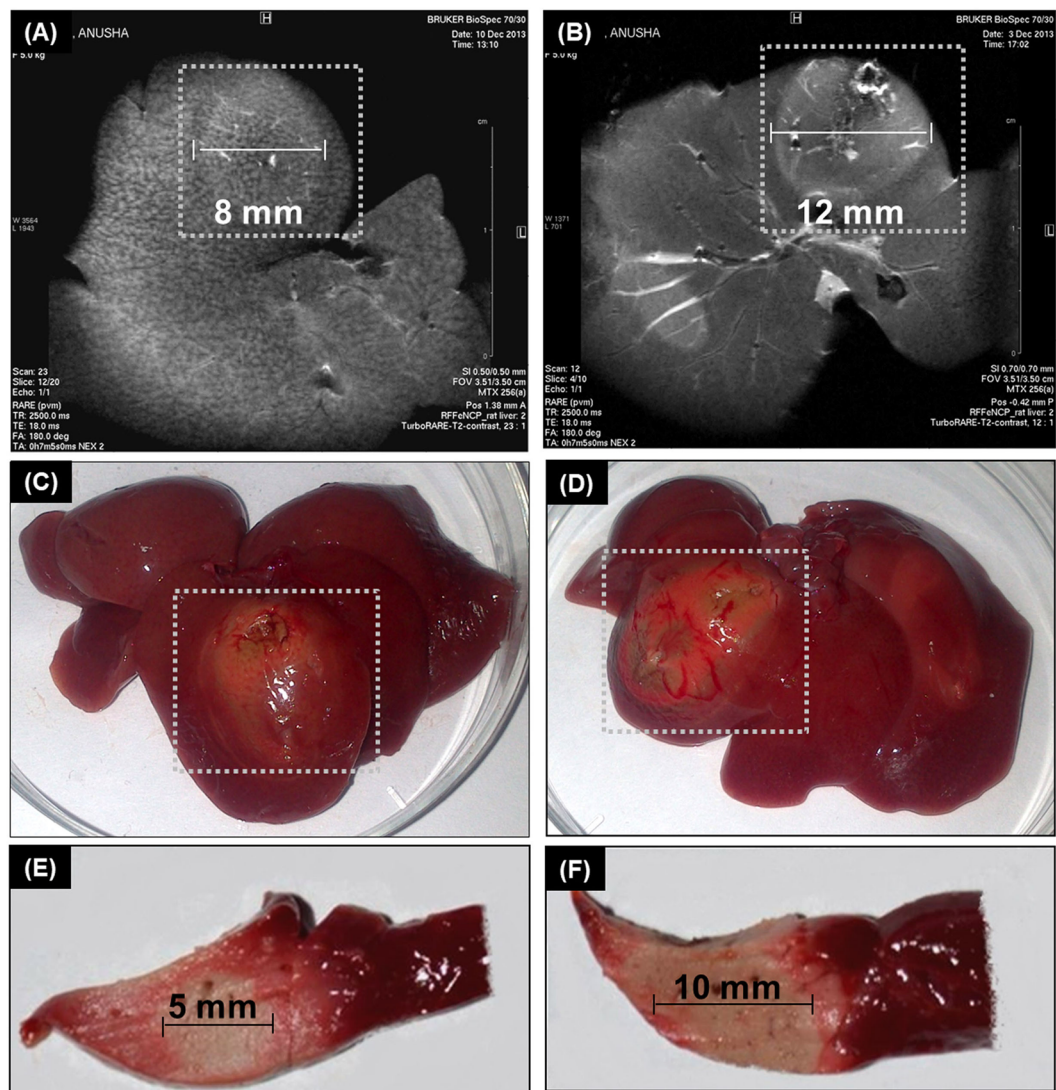 (A)
, ANUSHA
F 5.0 kg
H
BRUKER BioSpec 70/30
Date: 10 Dec 2013
Time: 13:10
8 mm
cm
1
0
L
W 3564
L 1943
Scan: 23
Slice: 12/20
Echo: 1/1
RARE (pvm)
TR: 2500.0 ms
TE: 18.0 ms
FA: 180.0 deg
TA: 0h7m5s0ms NEX 2
SI 0.50/0.50 mm
FOV 3.51/3.50 cm
MTX 256(a)
Pos 1.38 mm A
RFFeNCP_rat liver: 2
TurboRARE-T2-contrast, 23 : 1
(B)
, ANUSHA
F 5.0 kg
H
BRUKER BioSpec 70/30
Date: 3 Dec 2013
Time: 17:02
12 mm
cm
1
0
L
W 1371
L 701
Scan: 12
Slice: 4/10
Echo: 1/1
RARE (pvm)
TR: 2500.0 ms
TE: 18.0 ms
FA: 180.0 deg
TA: 0h7m5s0ms NEX 2
SI 0.70/0.70 mm
FOV 3.51/3.50 cm
MTX 256(a)
Pos -0.42 mm P
RFFeNCP_rat liver: 2
TurboRARE-T2-contrast, 12 : 1
(C)
(D)
(E)
5 mm
(F)
10 mm